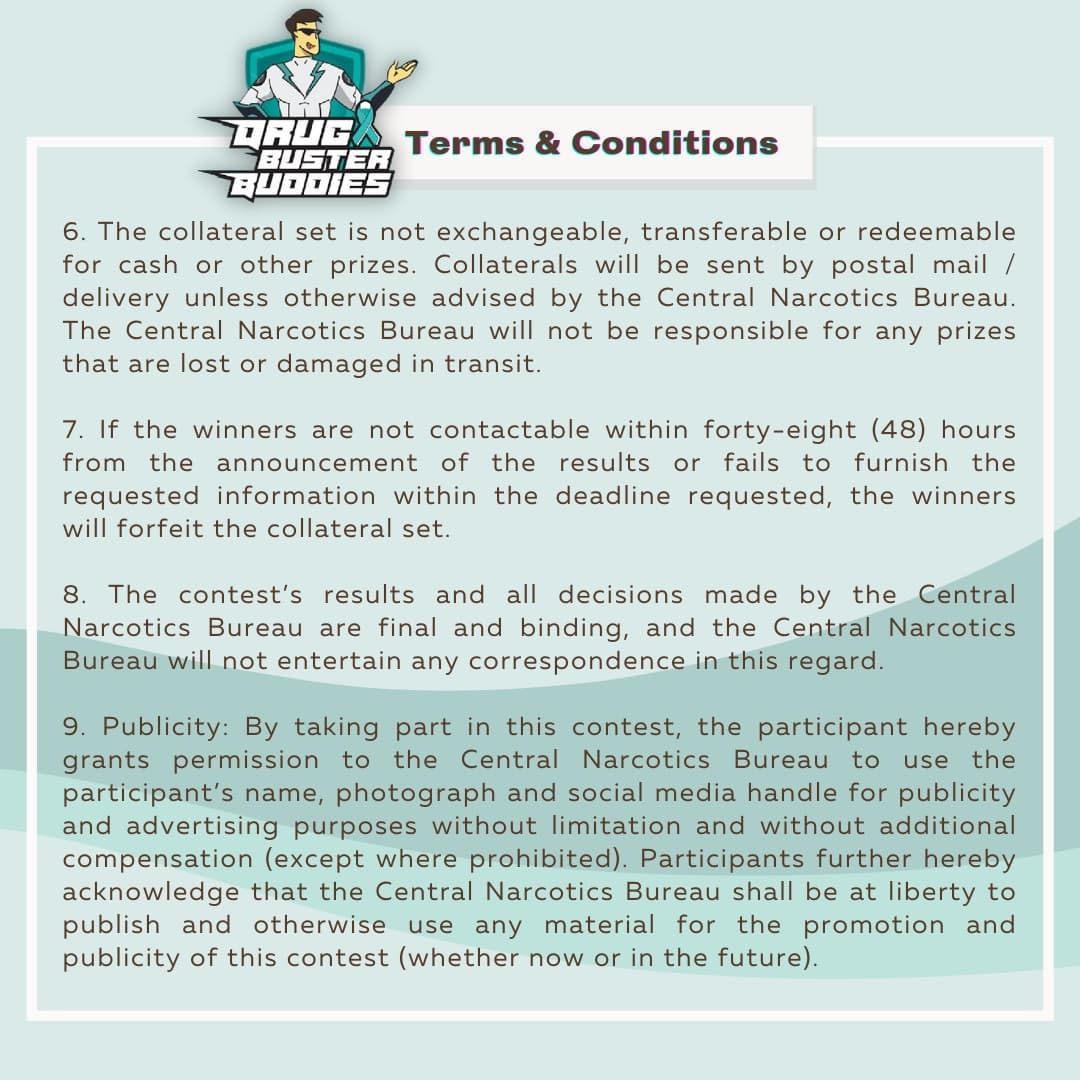 DRUG
BUSTER
BUDDIES
Terms & Conditions
6. The collateral set is not exchangeable, transferable or redeemable
for cash or other prizes. Collaterals will be sent by postal mail /
delivery unless otherwise advised by the Central Narcotics Bureau.
The Central Narcotics Bureau will not be responsible for any prizes
that are lost or damaged in transit.
7. If the winners are not contactable within forty-eight (48) hours
from the announcement of the results or fails to furnish the
requested information within the deadline requested, the winners
will forfeit the collateral set.
8. The contest’s results and all decisions made by the Central
Narcotics Bureau are final and binding, and the Central Narcotics
Bureau will not entertain any correspondence in this regard.
9. Publicity: By taking part in this contest, the participant hereby
grants permission to the Central Narcotics Bureau to use the
participant’s name, photograph and social media handle for publicity
and advertising purposes without limitation and without additional
compensation (except where prohibited). Participants further hereby
acknowledge that the Central Narcotics Bureau shall be at liberty to
publish and otherwise use any material for the promotion and
publicity of this contest (whether now or in the future).